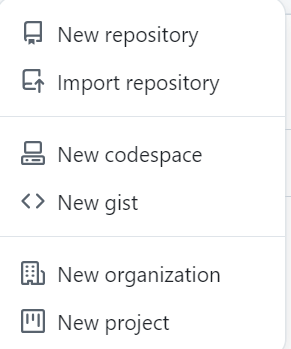 New repository
Import repository
New codespace
New gist
New organization
New project